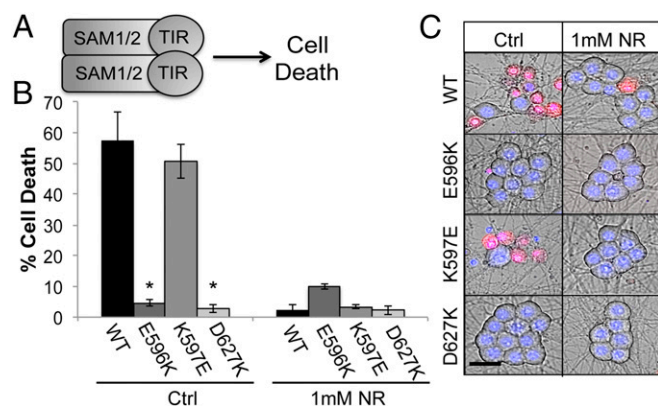 A
SAM1/2 TIR
SAM1/2 TIR
Cell
Death
B
% Cell Death
70
60
50
40
30
20
10
0
* *
WT E596K K597E D627K WT E596K K597E D627K
Ctrl 1mM NR
C
Ctrl 1mM NR
WT
E596K
K597E
D627K